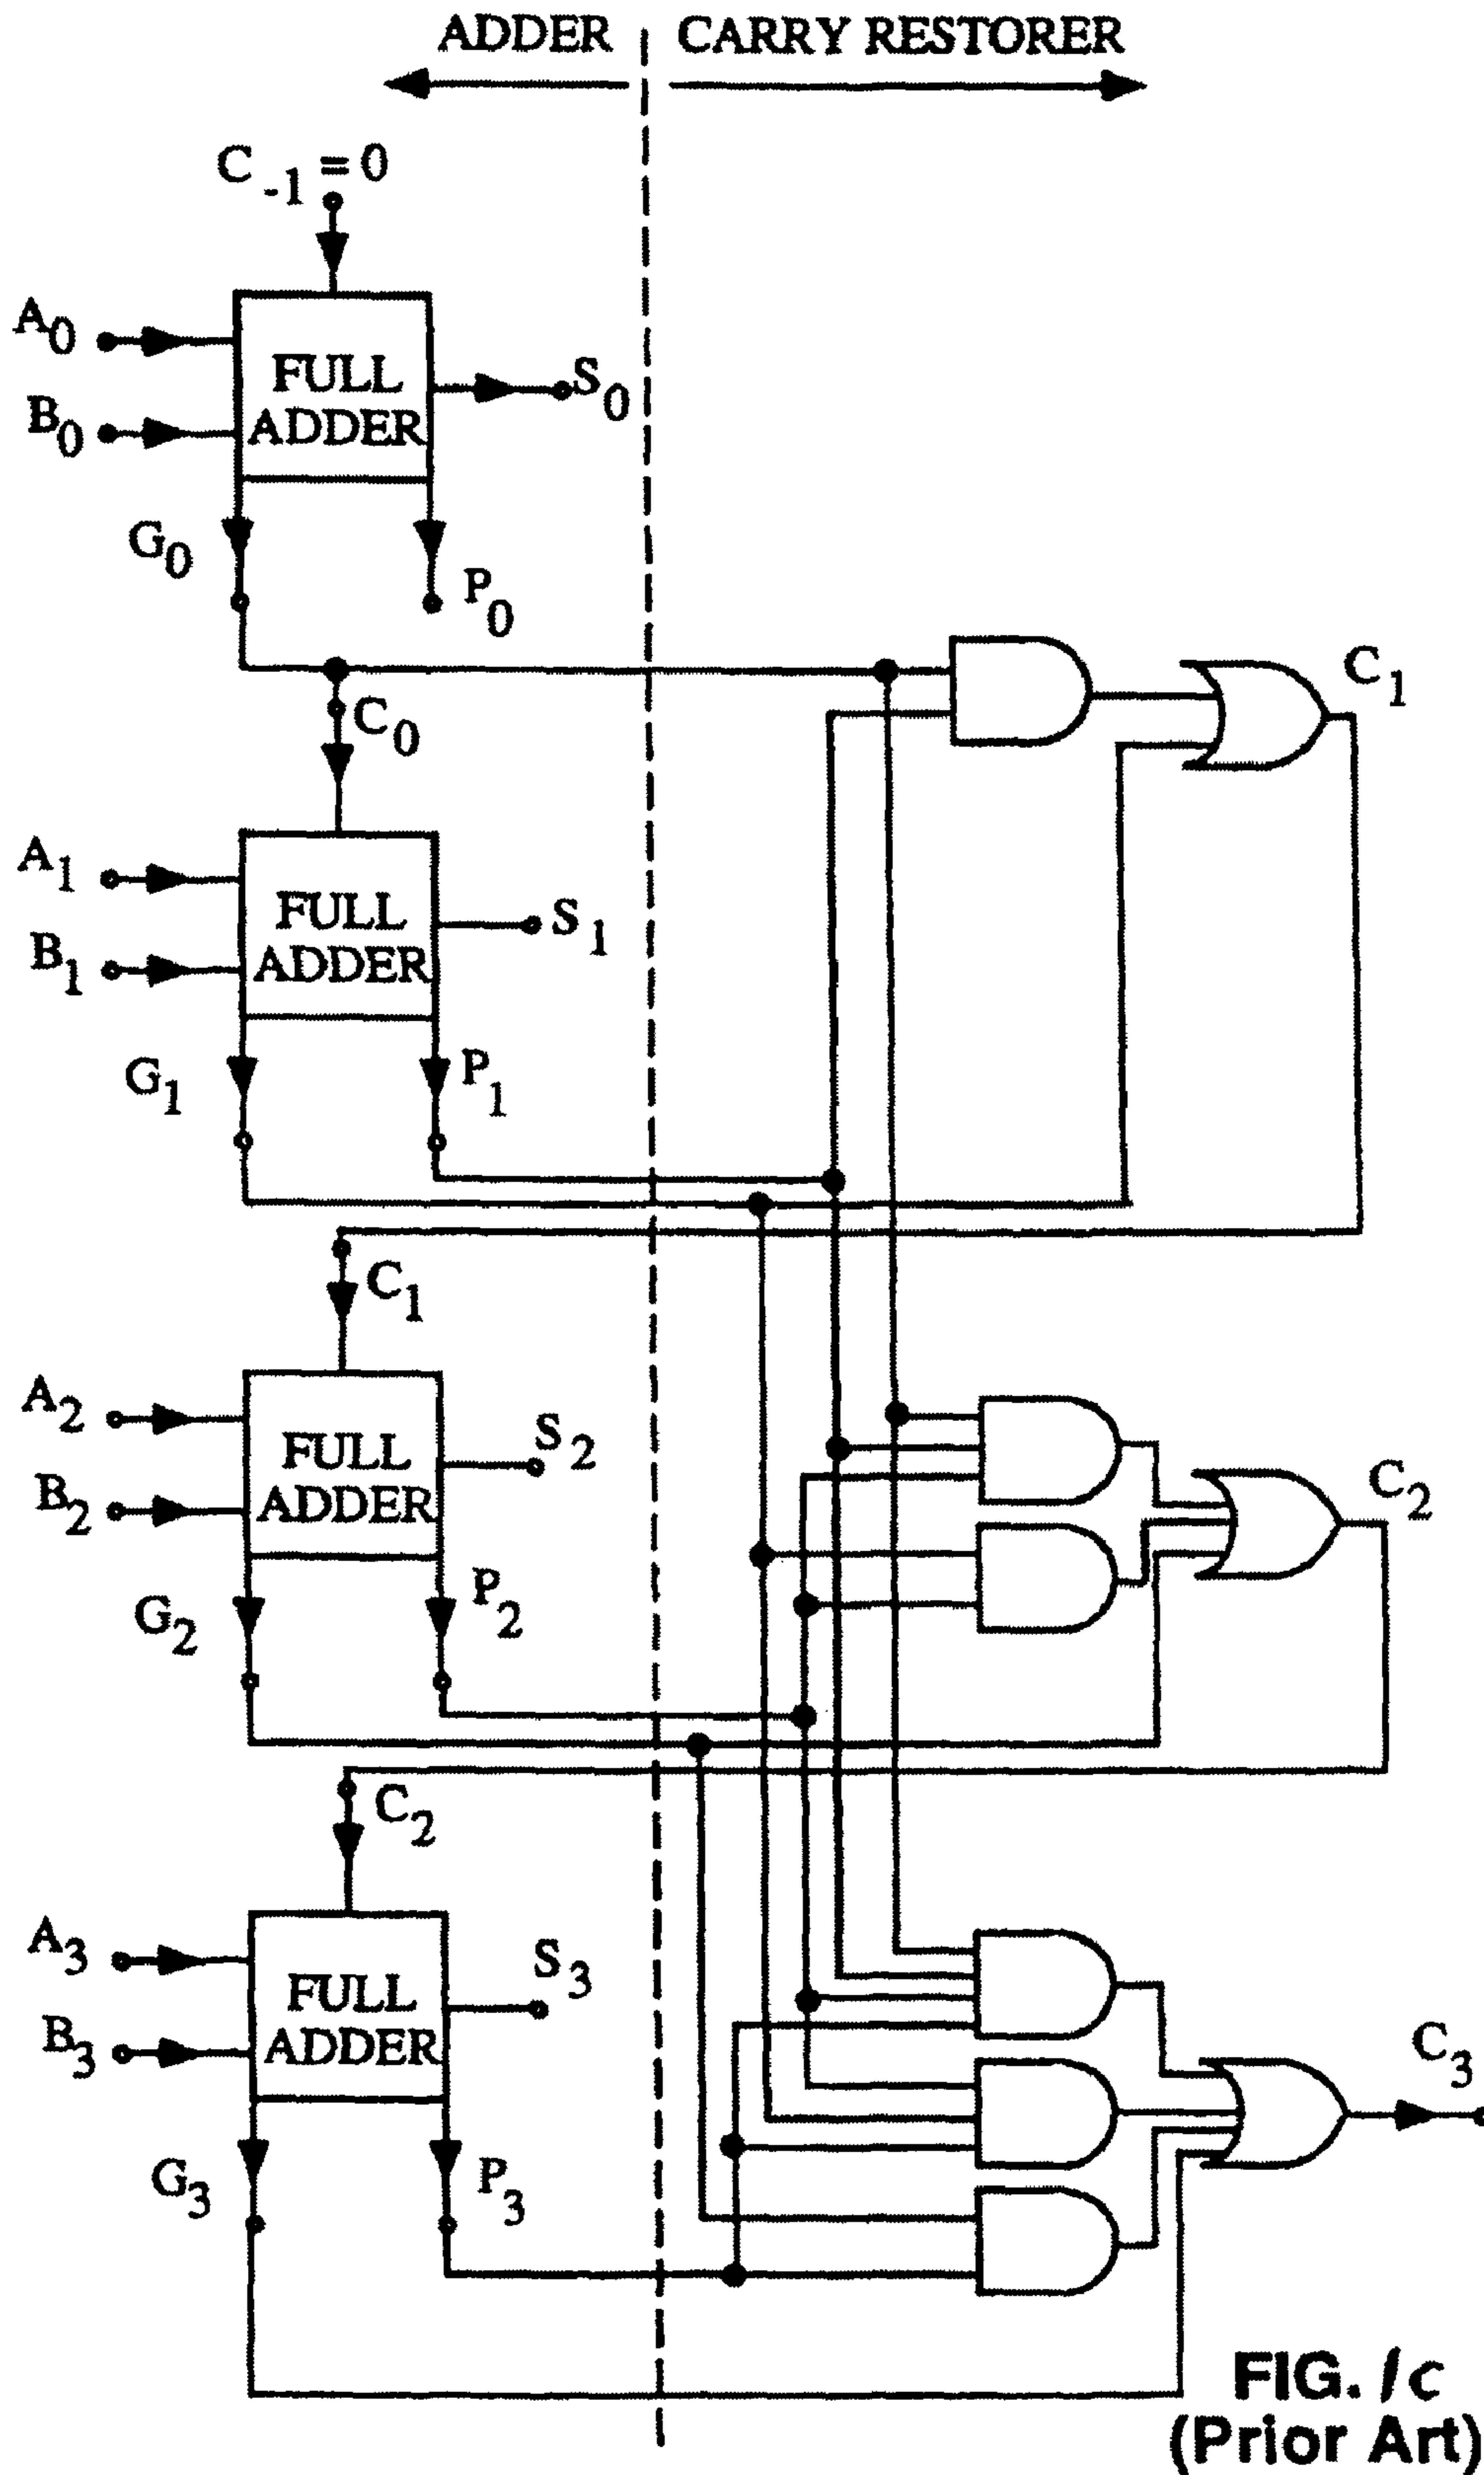 ADDER CARRY RESTORER
C-1 = 0
A0
FULL ADDER
S0
B0
G0
P0
C0
C1
A1
FULL ADDER
S1
B1
G1
P1
C1
A2
FULL ADDER
S2
B2
C2
G2
P2
C2
A3
FULL ADDER
S3
B3
C3
G3
P3
FIG. 1c
(Prior Art)